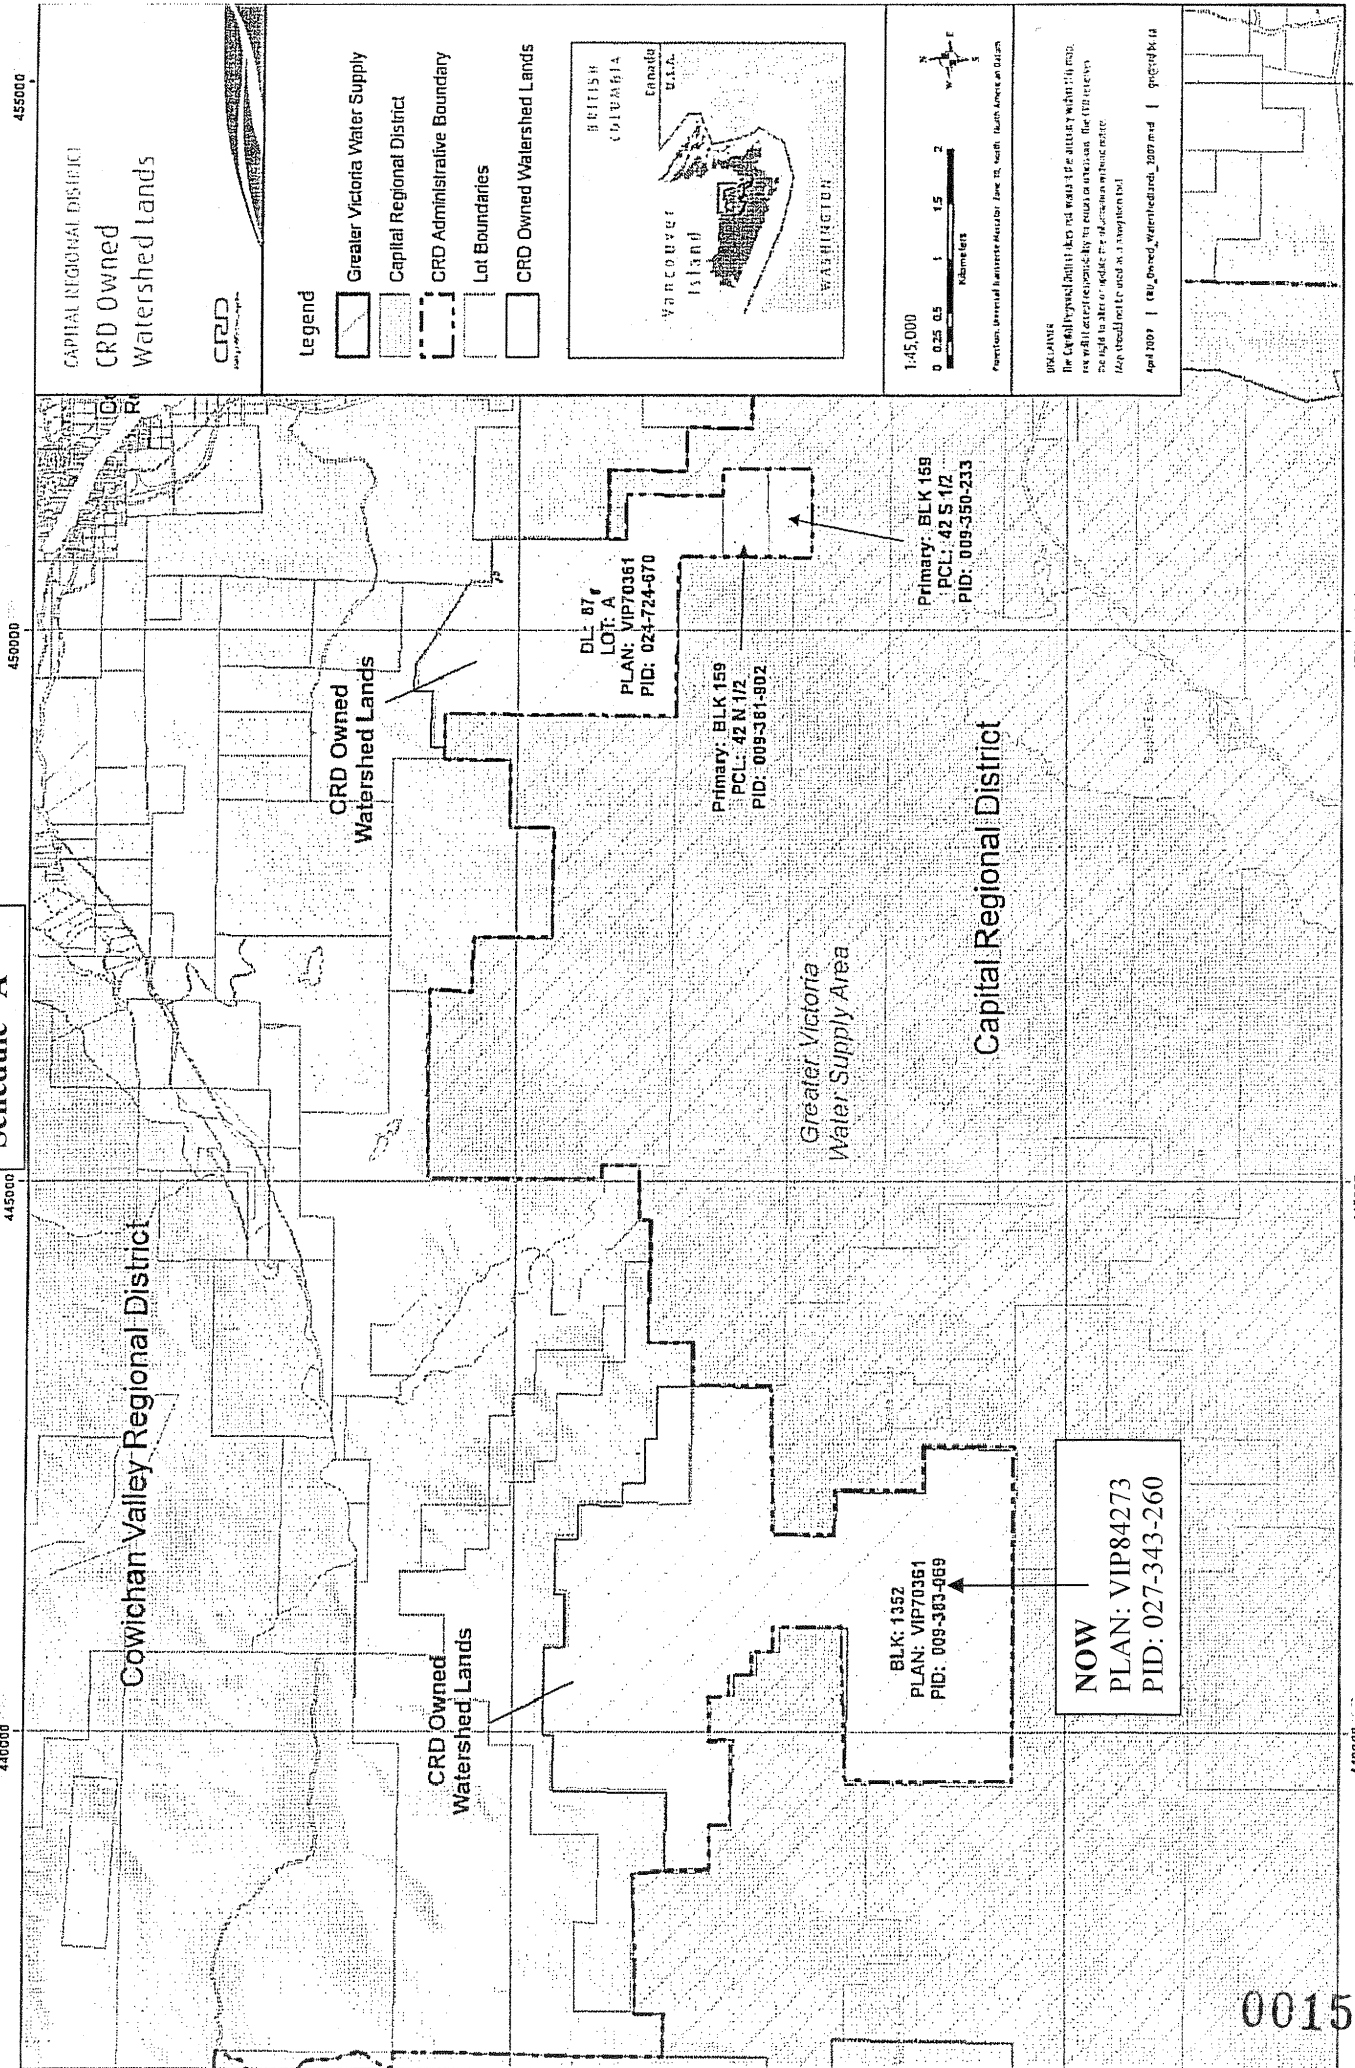 Schedule "A"
440000
445000
450000
455000
Cowichan Valley Regional District
CAPITAL REGIONAL DISTRICT
CRD Owned
Watershed Lands
CRD
Legend
Greater Victoria Water Supply
Capital Regional District
CRD Administrative Boundary
Lot Boundaries
CRD Owned Watershed Lands
BRITISH
COLUMBIA
Canada
U.S.A.
Vancouver
Island
WASHINGTON
N
W
E
S
1:45,000
0 0.25 0.5 1 1.5 2
Kilometers
DISCLAIMER
April 2007
CRD Owned
Watershed Lands
CRD Owned
Watershed Lands
DL: 87
LOT: A
PLAN: VIP70361
PID: 024-724-670
Primary: BLK 159
PCL: 42 N 1/2
PID: 009-381-902
Primary: BLK 159
PCL: 42 S 1/2
PID: 009-350-233
Greater Victoria
Water Supply Area
Capital Regional District
BLK: 1352
PLAN: VIP70361
PID: 009-383-069
NOW
PLAN: VIP84273
PID: 027-343-260
0015